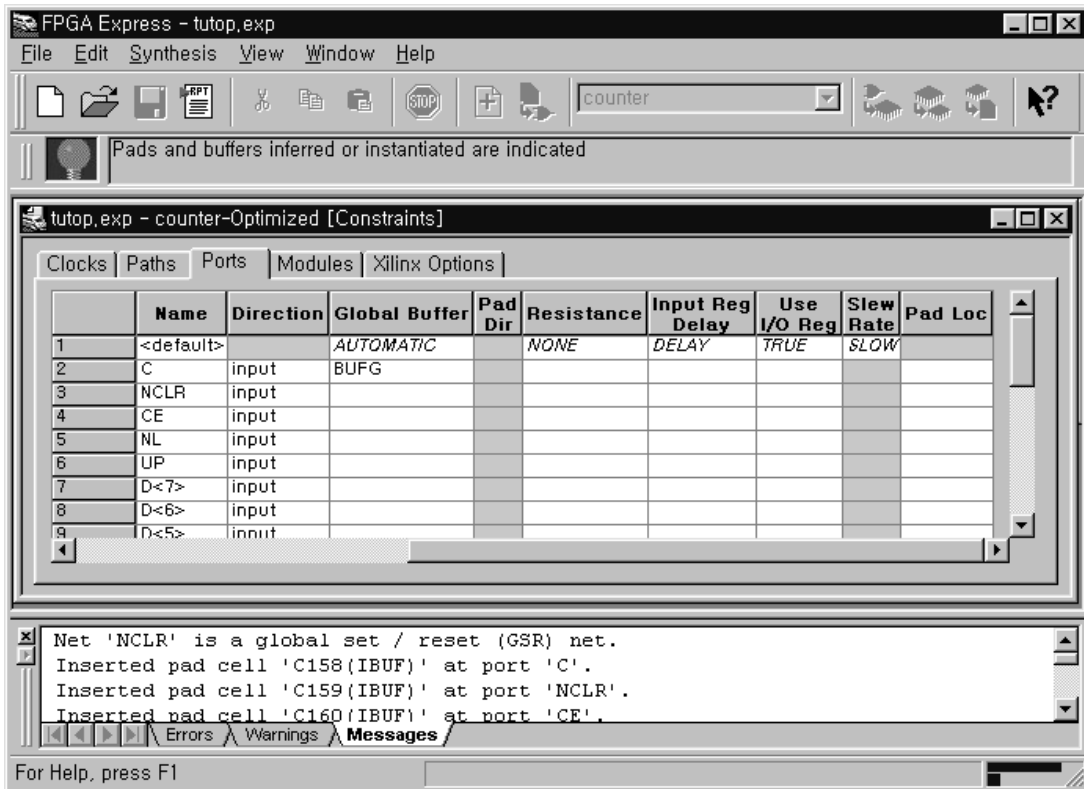 FPGA Express - tutop,exp
File Edit Synthesis View Window Help
RPT STOP counter ?
Pads and buffers inferred or instantiated are indicated
tutop,exp - counter-Optimized [Constraints]
Clocks Paths Ports Modules Xilinx Options
Name Direction Global Buffer Pad Dir Resistance Input Reg Delay Use I/O Reg Slew Rate Pad Loc
1 <default> AUTOMATIC NONE DELAY TRUE SLOW
2 C input BUFG
3 NCLR input
4 CE input
5 NL input
6 UP input
7 D<7> input
8 D<6> input
9 D<5> input
Net 'NCLR' is a global set / reset (GSR) net.
Inserted pad cell 'C158(IBUF)' at port 'C'.
Inserted pad cell 'C159(IBUF)' at port 'NCLR'.
Inserted pad cell 'C160(IBUF)' at port 'CE'.
Errors Warnings Messages
For Help, press F1